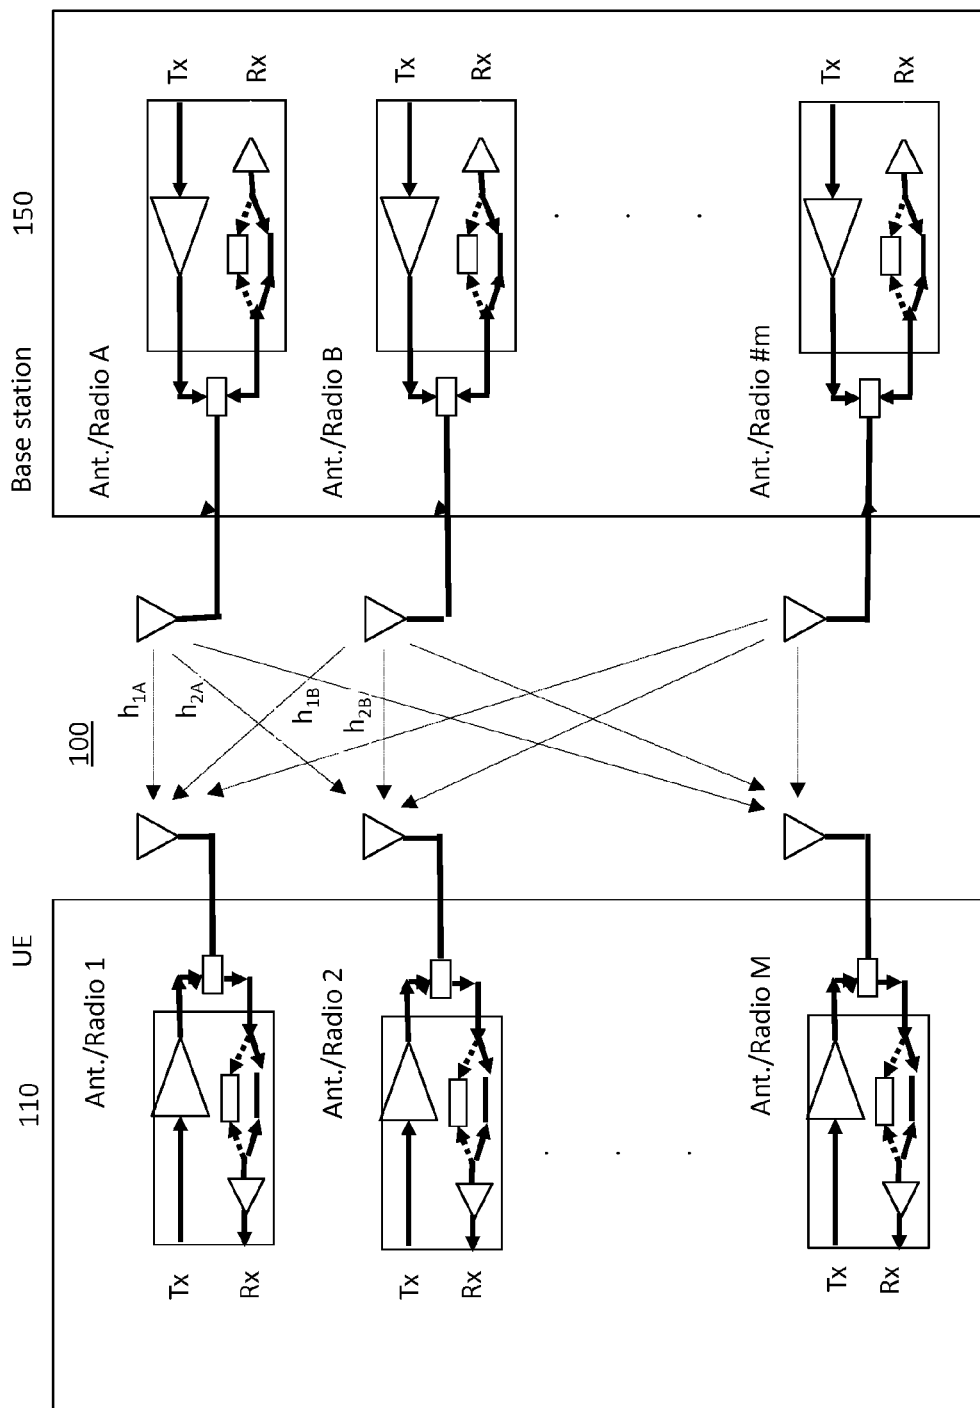 110
UE
Base station
150
100
Ant./Radio 1
Ant./Radio A
h1A
Tx
Tx
h2A
Rx
Rx
h1B
Ant./Radio 2
Ant./Radio B
h2B
Tx
Tx
Rx
Rx
Ant./Radio M
Ant./Radio #m
Tx
Tx
Rx
Rx